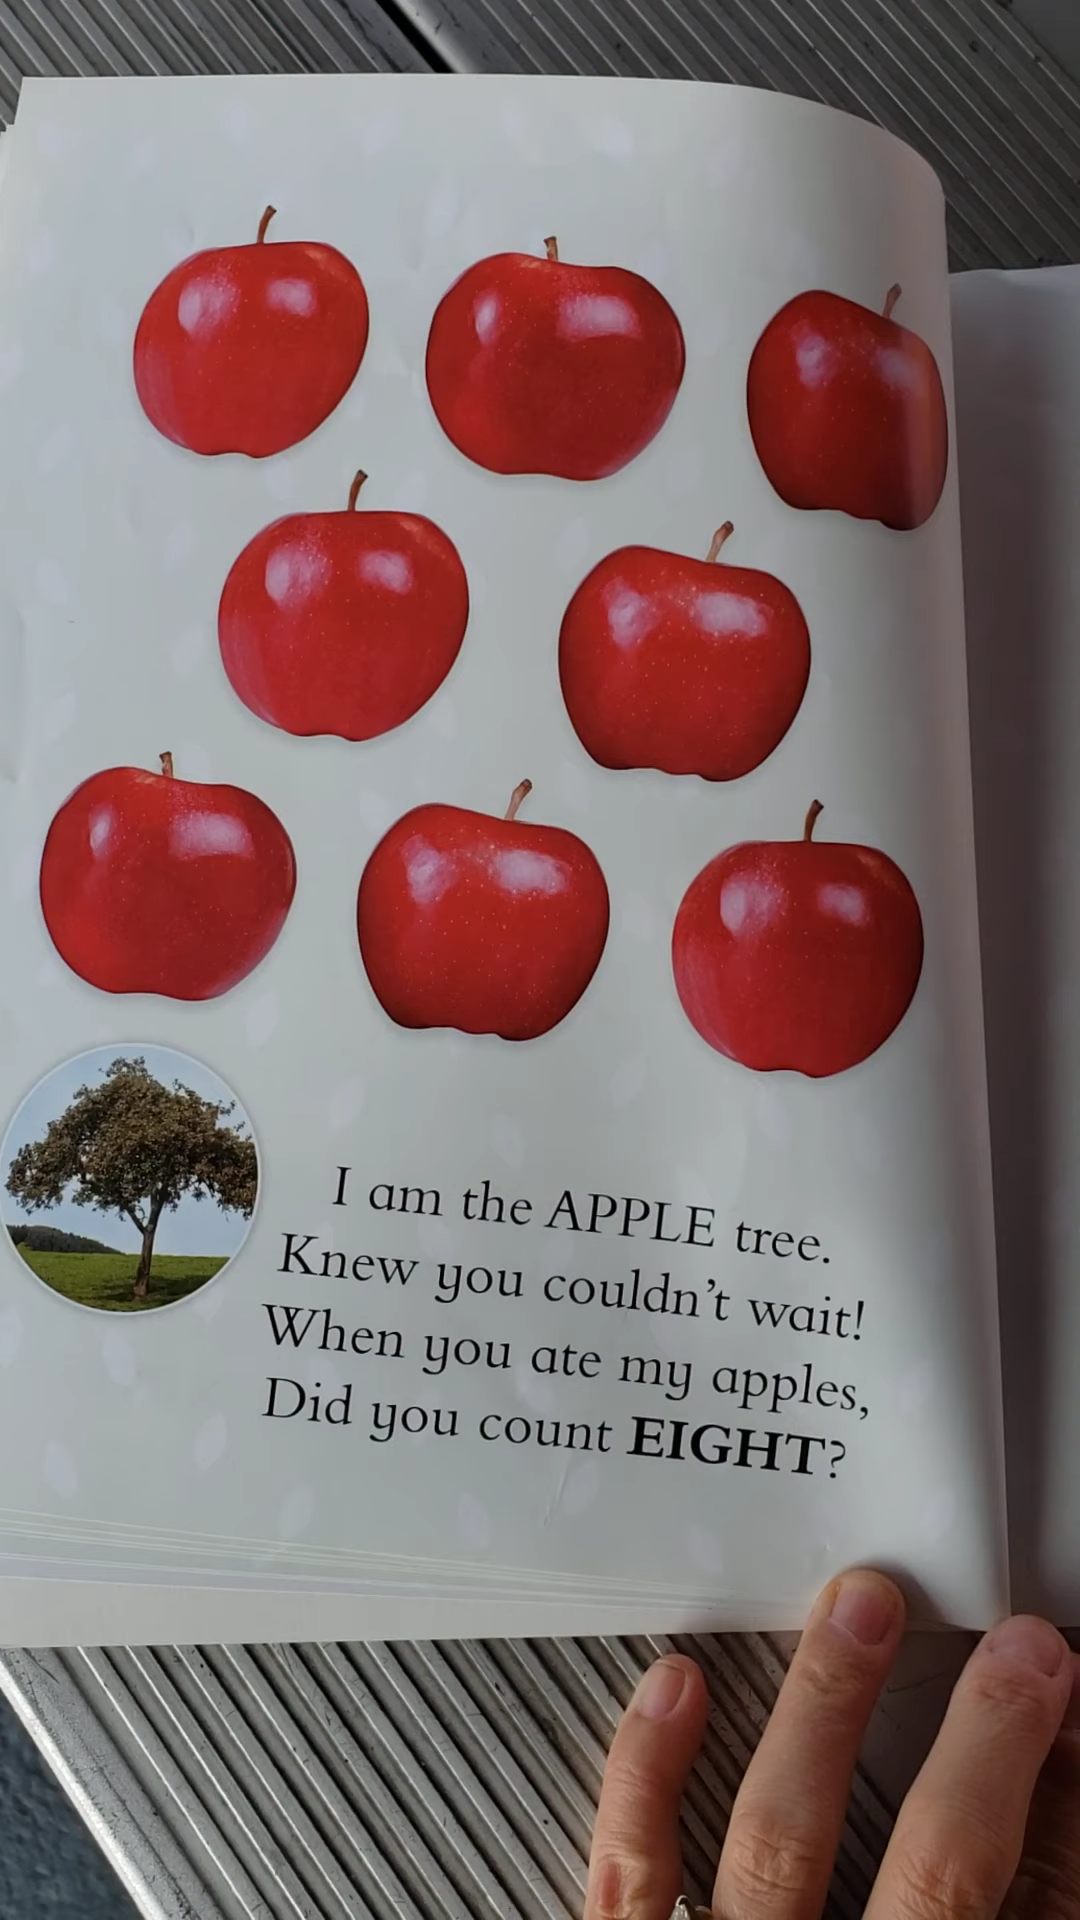 I am the APPLE tree.
Knew you couldn't wait!
When you ate my apples,
Did you count EIGHT?